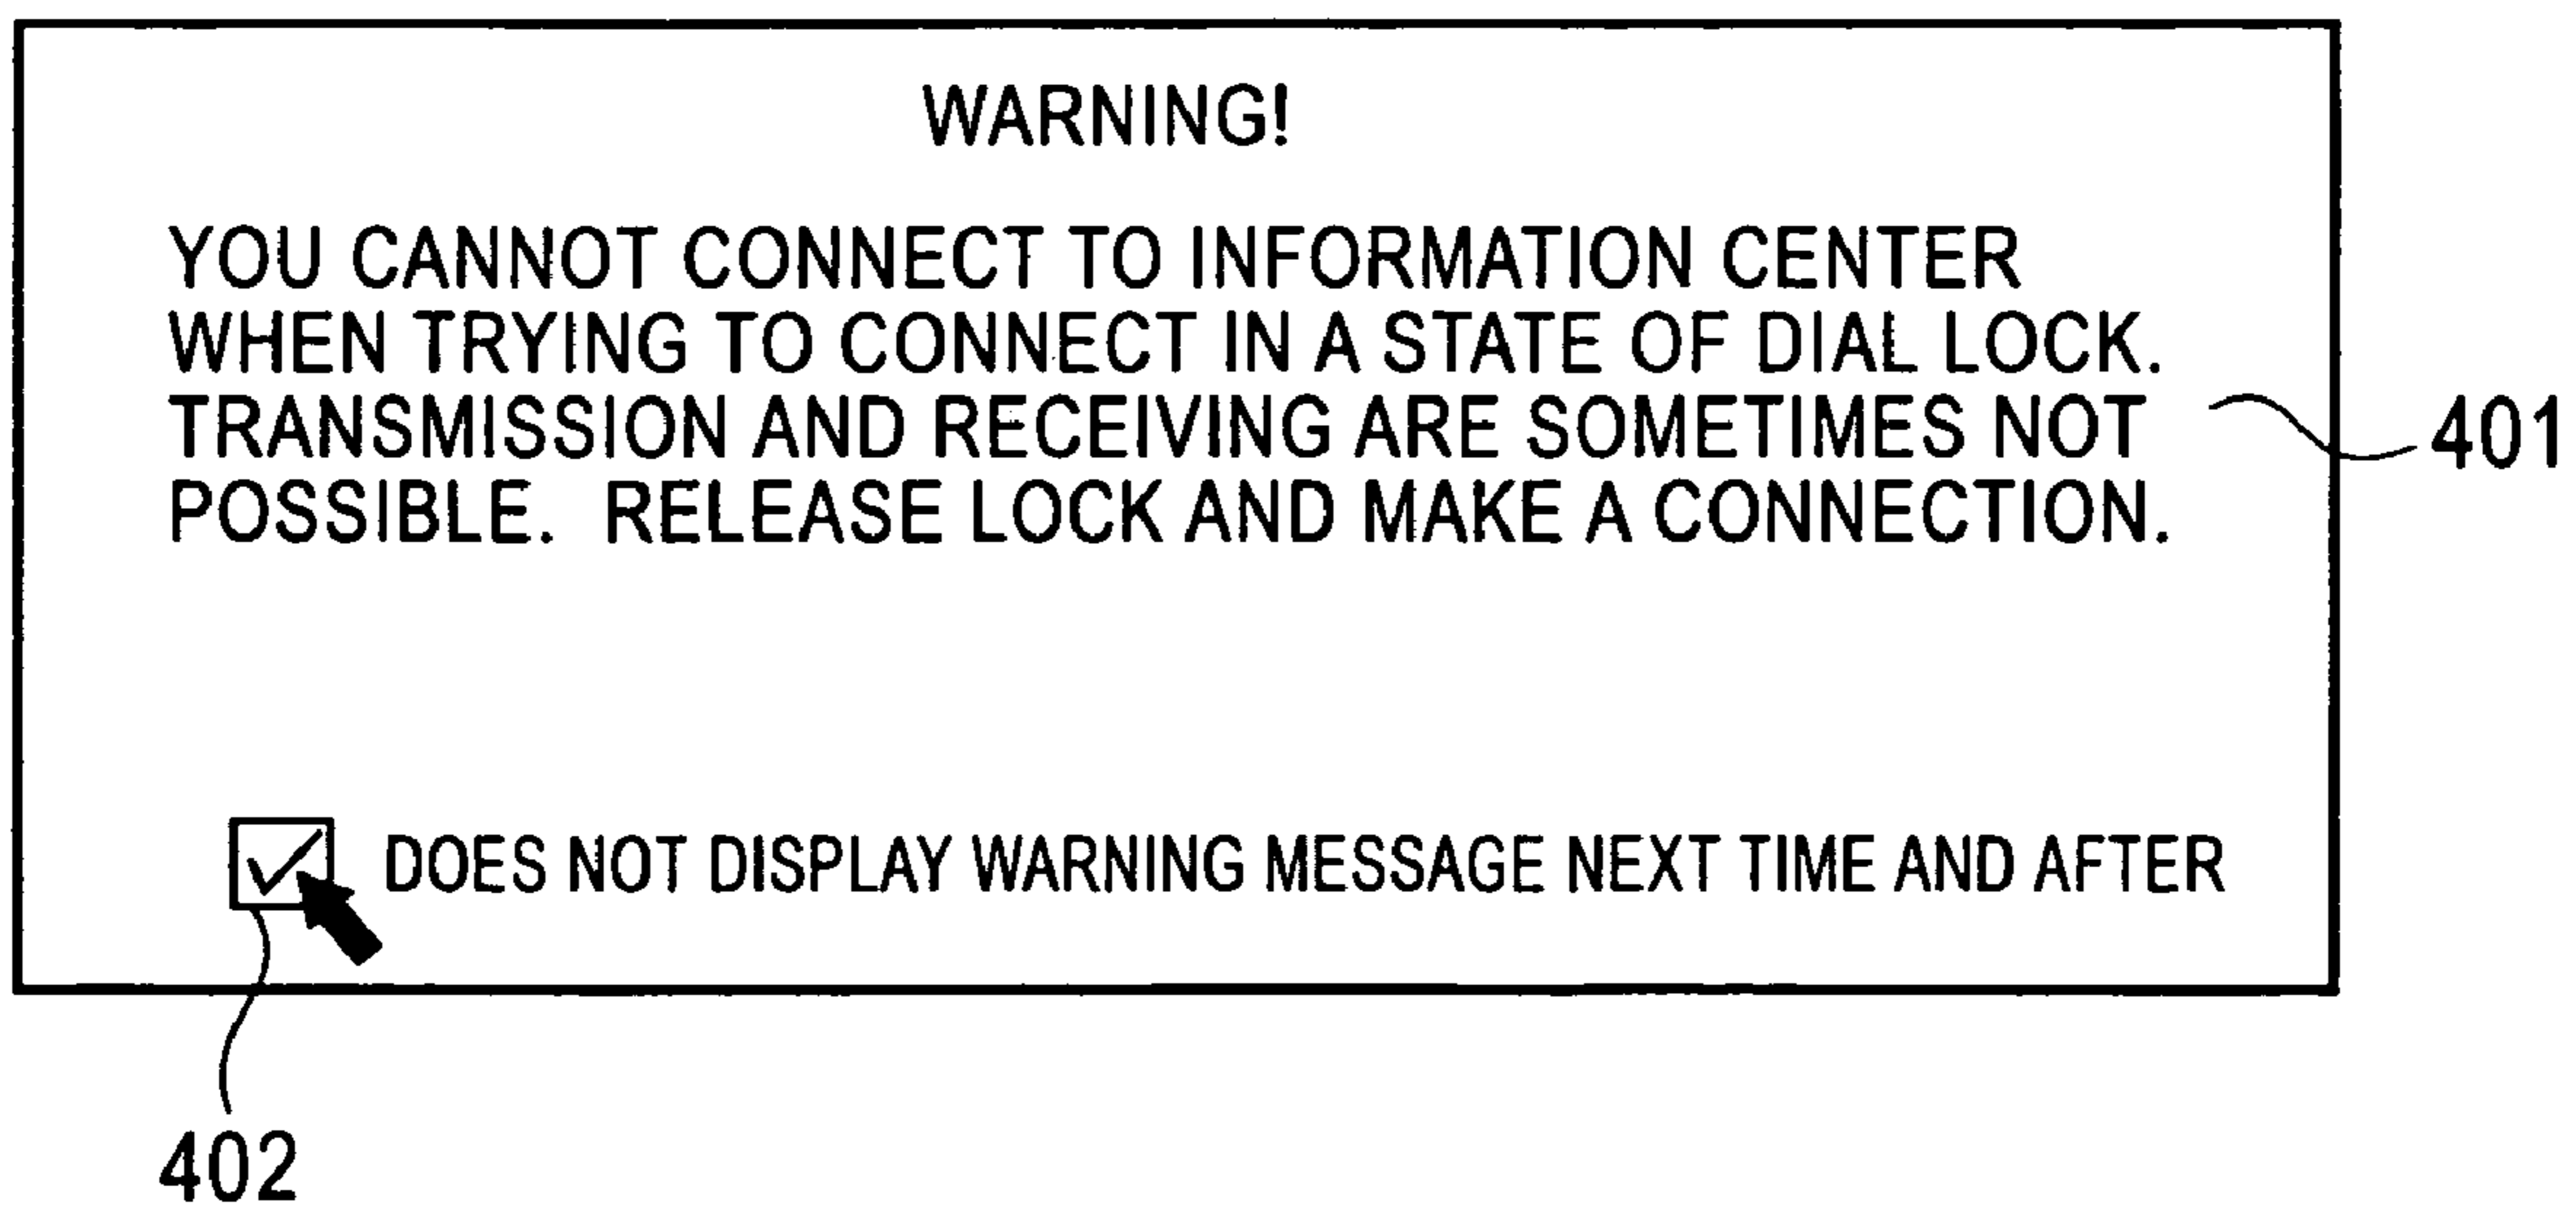 WARNING!
YOU CANNOT CONNECT TO INFORMATION CENTER
WHEN TRYING TO CONNECT IN A STATE OF DIAL LOCK.
TRANSMISSION AND RECEIVING ARE SOMETIMES NOT
POSSIBLE. RELEASE LOCK AND MAKE A CONNECTION.
401
DOES NOT DISPLAY WARNING MESSAGE NEXT TIME AND AFTER
402